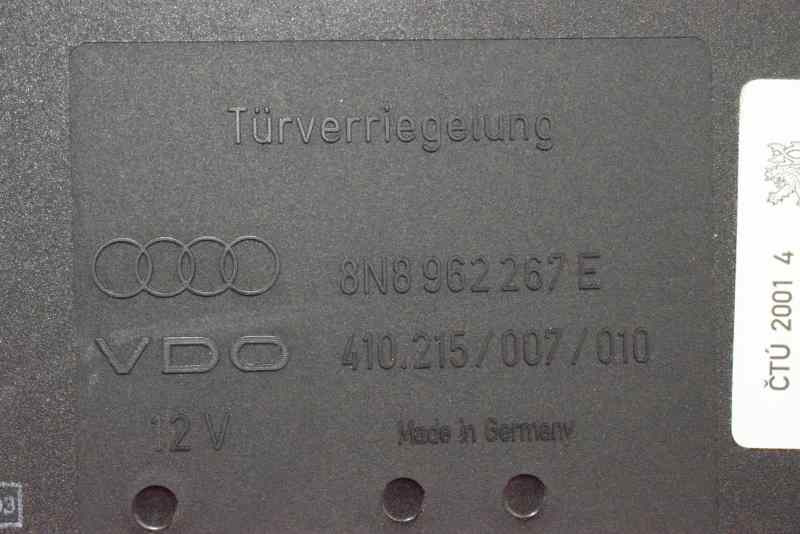 Türverriegelung
8N8 962 267 E
VDO 410.215/007/010
12 V Made in Germany
ČTÚ 2001 4